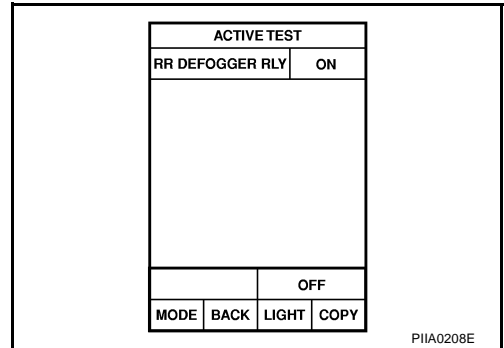 ACTIVE TEST
RR DEFOGGER RLY ON
OFF
MODE BACK LIGHT COPY
PIIA0208E